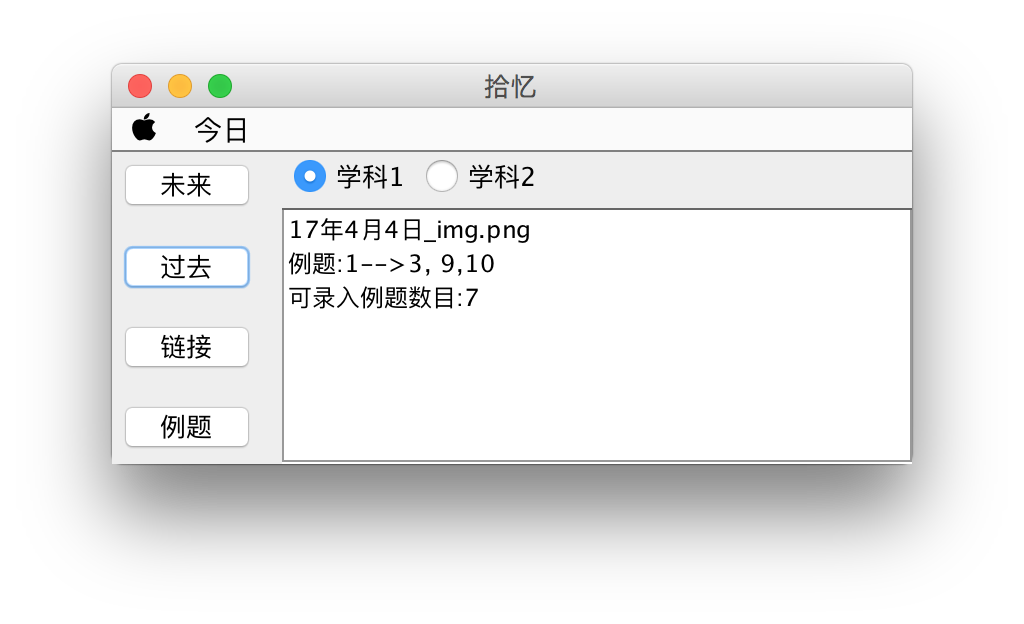 拾忆
今日
未来
过去
链接
例题
学科1 学科2
17年4月4日_img.png
例题:1-->3, 9,10
可录入例题数目:7